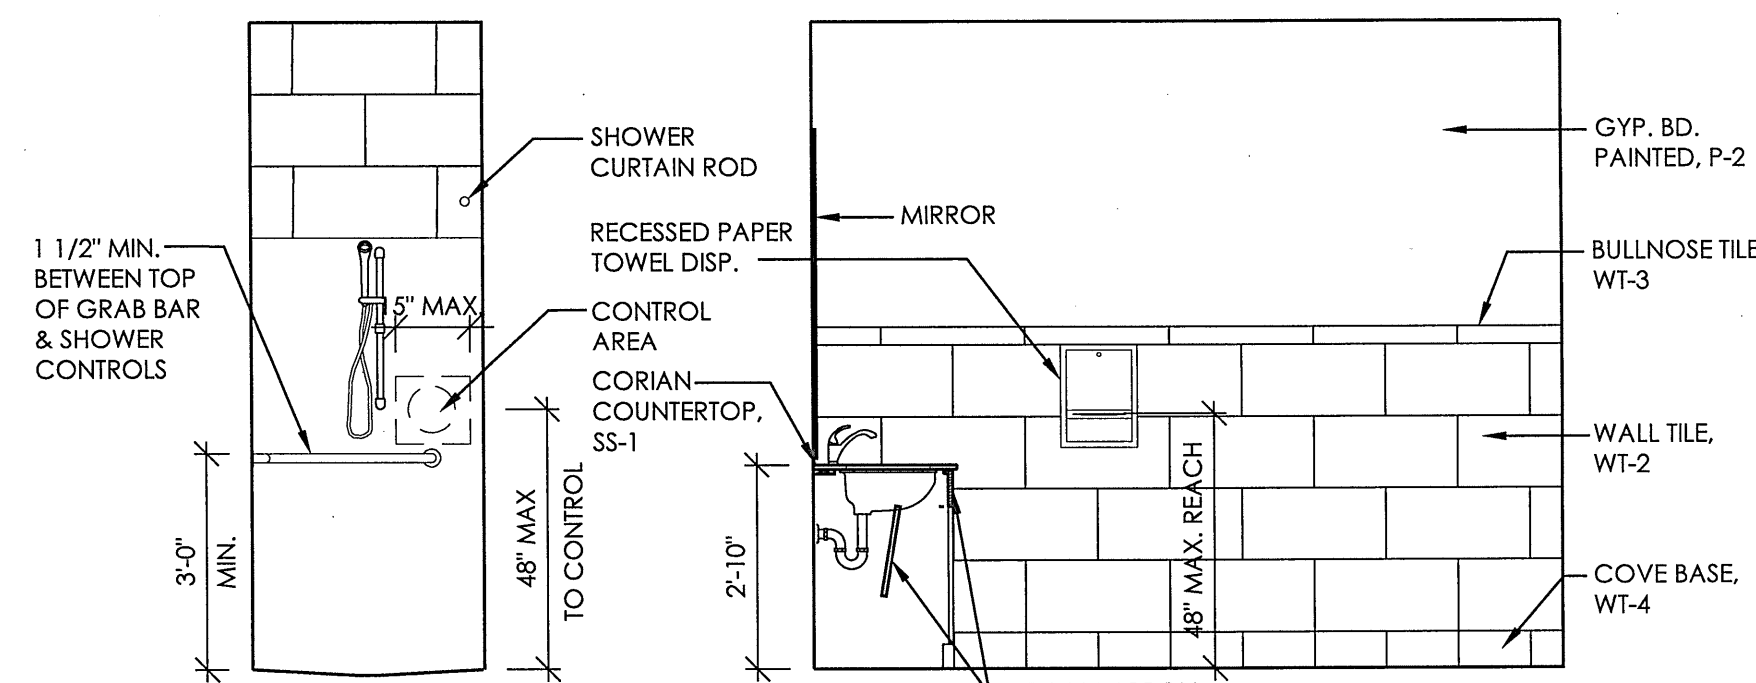 SHOWER
CURTAIN ROD
1 1/2" MIN.
BETWEEN TOP
OF GRAB BAR
& SHOWER
CONTROLS
5" MAX.
CONTROL
AREA
3'-0"
MIN.
48" MAX
TO CONTROL
GYP. BD.
PAINTED, P-2
MIRROR
RECESSED PAPER
TOWEL DISP.
BULLNOSE TILE
WT-3
CORIAN
COUNTERTOP,
SS-1
WALL TILE,
WT-2
2'-10"
48" MAX. REACH
COVE BASE,
WT-4